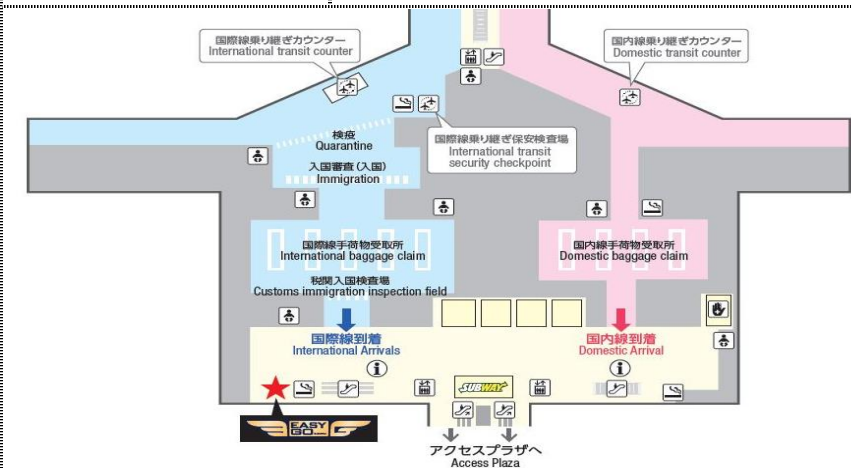 国際線乗り継ぎカウンター
International transit counter
国内線乗り継ぎカウンター
Domestic transit counter
国際線乗り継ぎ保安検査場
International transit
security checkpoint
検疫
Quarantine
入国審査(入国)
Immigration
国際線手荷物受取所
International baggage claim
国内線手荷物受取所
Domestic baggage claim
税関入国検査場
Customs immigration inspection field
国際線到着
International Arrivals
国内線到着
Domestic Arrival
SUBWAY
EASY
GO
アクセスプラザへ
Access Plaza